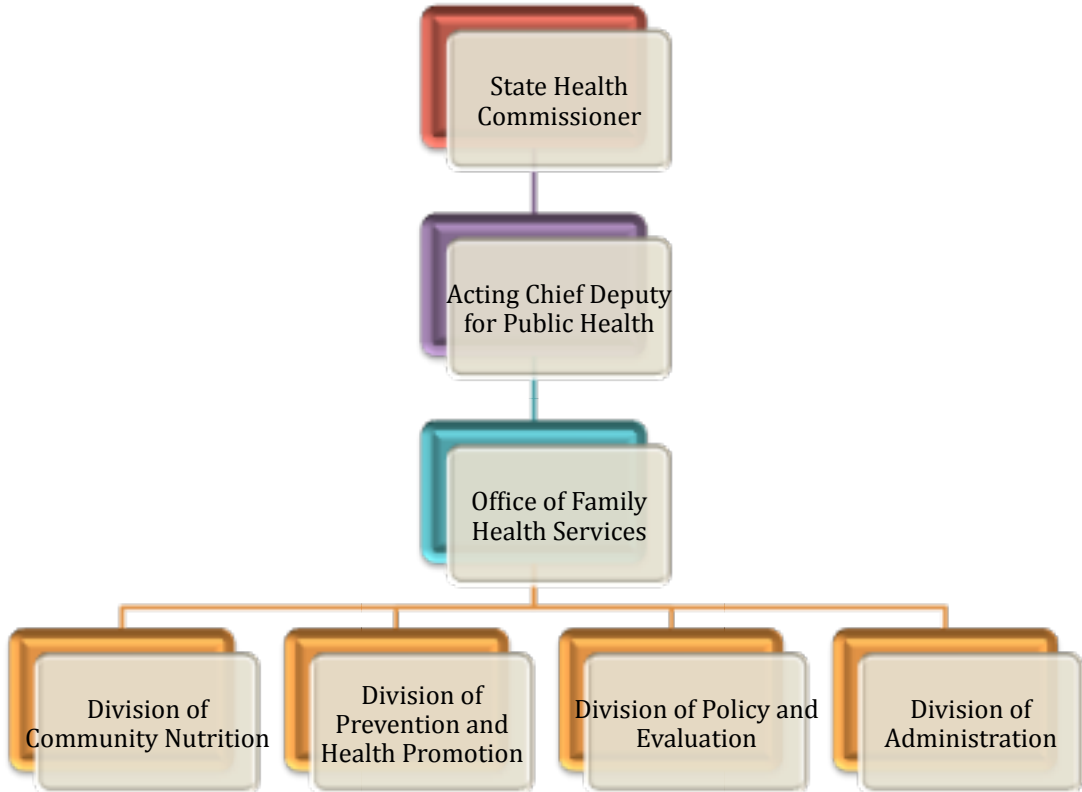 State Health
Commissioner
Acting Chief Deputy
for Public Health
Office of Family
Health Services
Division of
Community Nutrition
Division of
Prevention and
Health Promotion
Division of Policy and
Evaluation
Division of
Administration